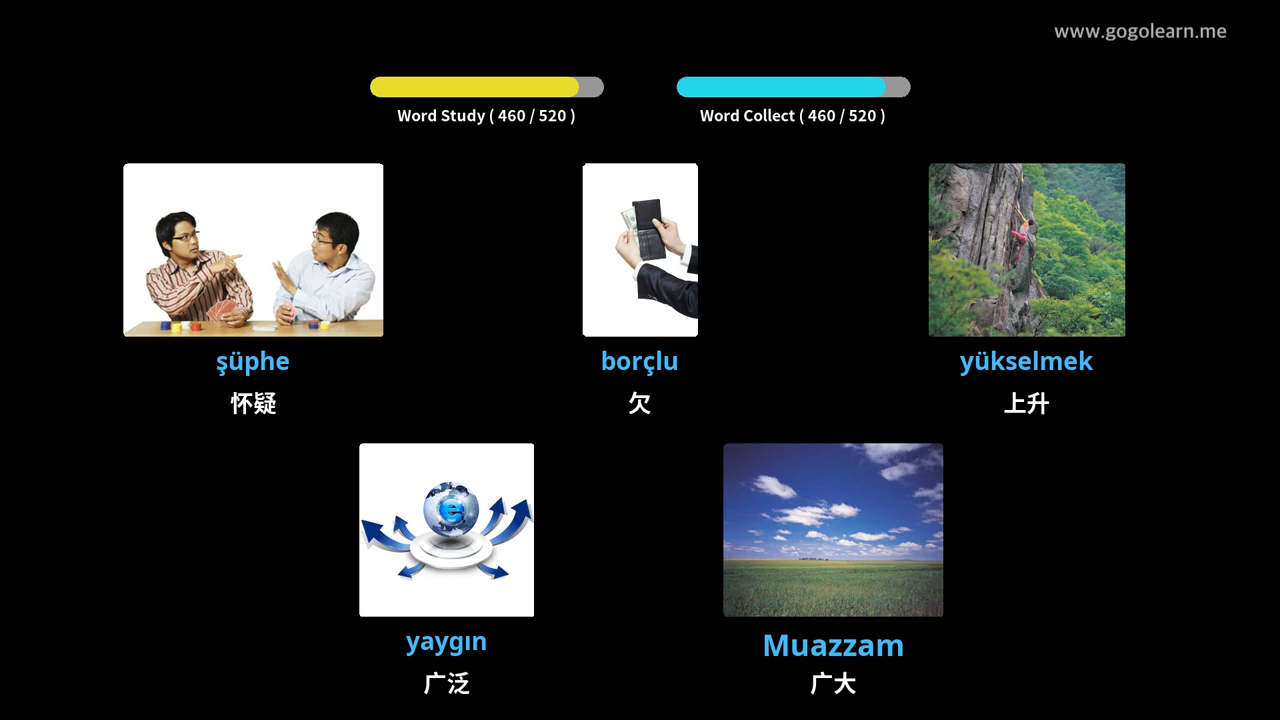 www.gogolearn.me
Word Study ( 460 / 520 )
Word Collect ( 460 / 520 )
şüphe
怀疑
borçlu
欠
yükselmek
上升
e
yaygın
广泛
Muazzam
广大